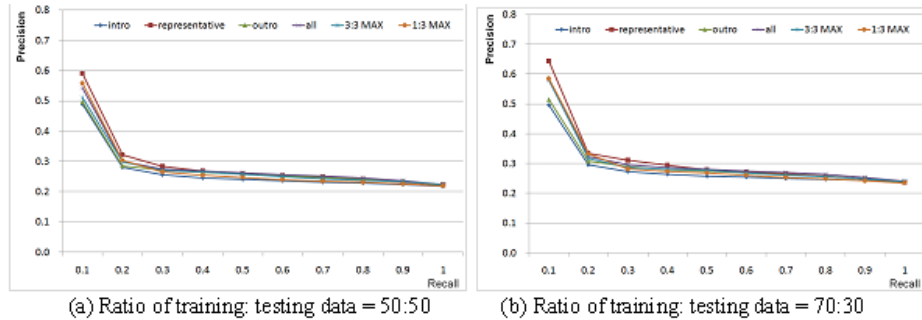 0.8
Precision
intro representative outro all 3:3 MAX 1:3 MAX
0.7
0.6
0.5
0.4
0.3
0.2
0.1
0.0
0.1 0.2 0.3 0.4 0.5 0.6 0.7 0.8 0.9 1
Recall
(a) Ratio of training: testing data = 50:50
0.8
Precision
intro representative outro all 3:3 MAX 1:3 MAX
0.7
0.6
0.5
0.4
0.3
0.2
0.1
0.0
0.1 0.2 0.3 0.4 0.5 0.6 0.7 0.8 0.9 1
Recall
(b) Ratio of training: testing data = 70:30